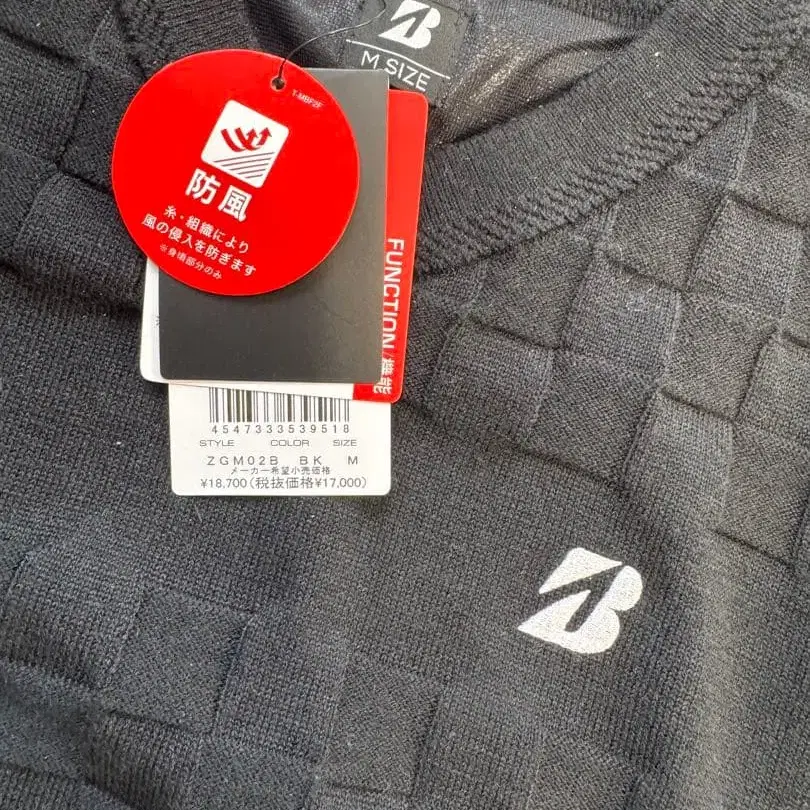 B
M SIZE
T-MBF2F
防風
糸・組織により
風の侵入を防ぎます
※身頃部分のみ
FUNCTION/機能
4547333539518
STYLE COLOR SIZE
ZGM02B BK M
メーカー希望小売価格
¥18,700(税抜価格¥17,000)
B